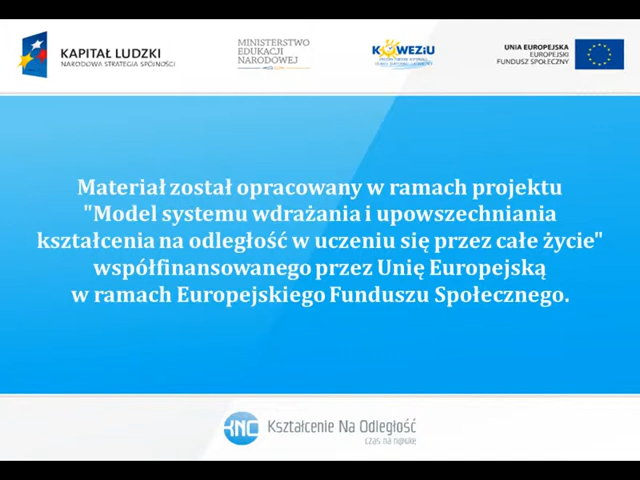 KAPITAŁ LUDZKI
NARODOWA STRATEGIA SPÓJNOŚCI
MINISTERSTWO
EDUKACJI
NARODOWEJ
KOWEZiU
UNIA EUROPEJSKA
EUROPEJSKI
FUNDUSZ SPOŁECZNY
Materiał został opracowany w ramach projektu
"Model systemu wdrażania i upowszechniania
kształcenia na odległość w uczeniu się przez całe życie"
współfinansowanego przez Unię Europejską
w ramach Europejskiego Funduszu Społecznego.
KNO Kształcenie Na Odległość
czas na naukę